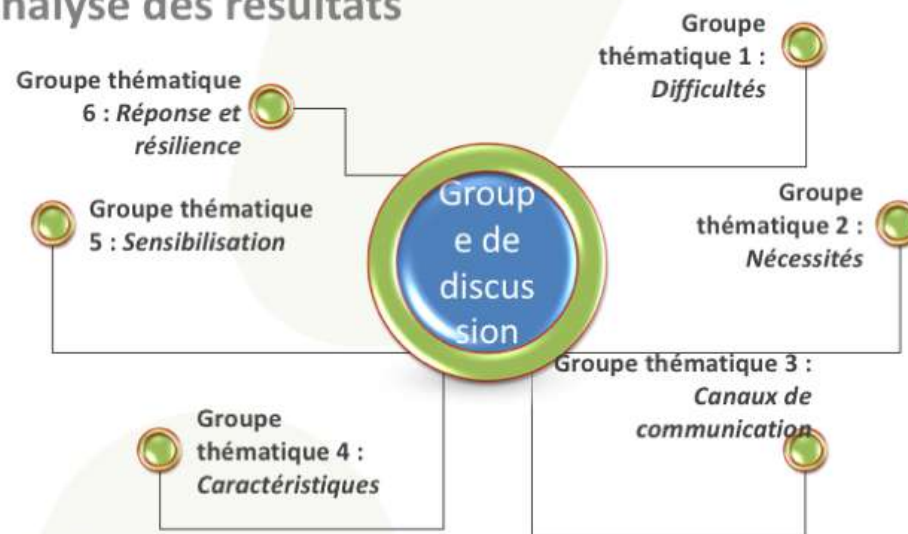 nalyse des résultats
Groupe
thématique 1 :
Difficultés
Groupe thématique
6 : Réponse et
résilience
Groupe thématique
5 : Sensibilisation
Group
e de
discus
sion
Groupe
thématique 2 :
Nécessités
Groupe thématique 3 :
Canaux de
communication
Groupe
thématique 4 :
Caractéristiques